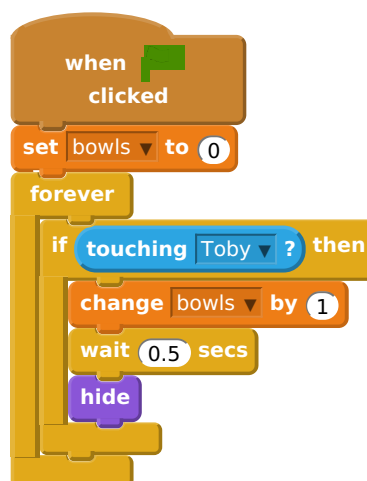 when
clicked
set bowls ▼ to 0
forever
if touching Toby ▼ ? then
change bowls ▼ by 1
wait 0.5 secs
hide